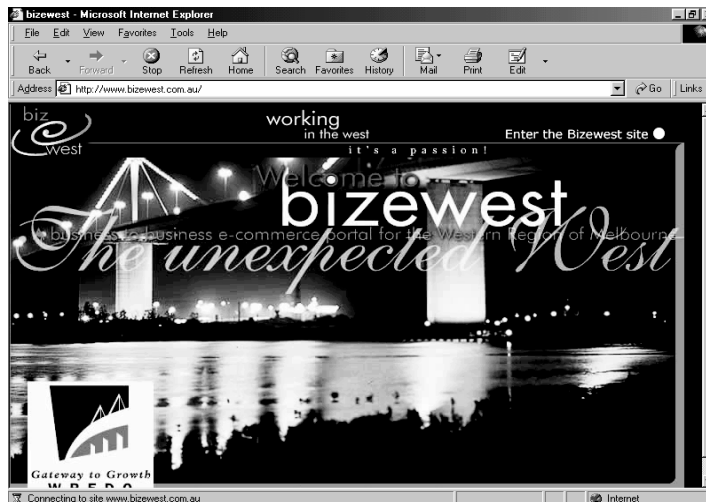 bizewest - Microsoft Internet Explorer
File Edit View Favorites Tools Help
Back Forward Stop Refresh Home Search Favorites History Mail Print Edit
Address http://www.bizewest.com.au/ Go Links
biz
e
west
working
in the west
it's a passion!
Enter the Bizewest site
Welcome to
bizewest
A business to business e-commerce portal for the Western Region of Melbourne
The unexpected West
Gateway to Growth
WREDO
Connecting to site www.bizewest.com.au Internet